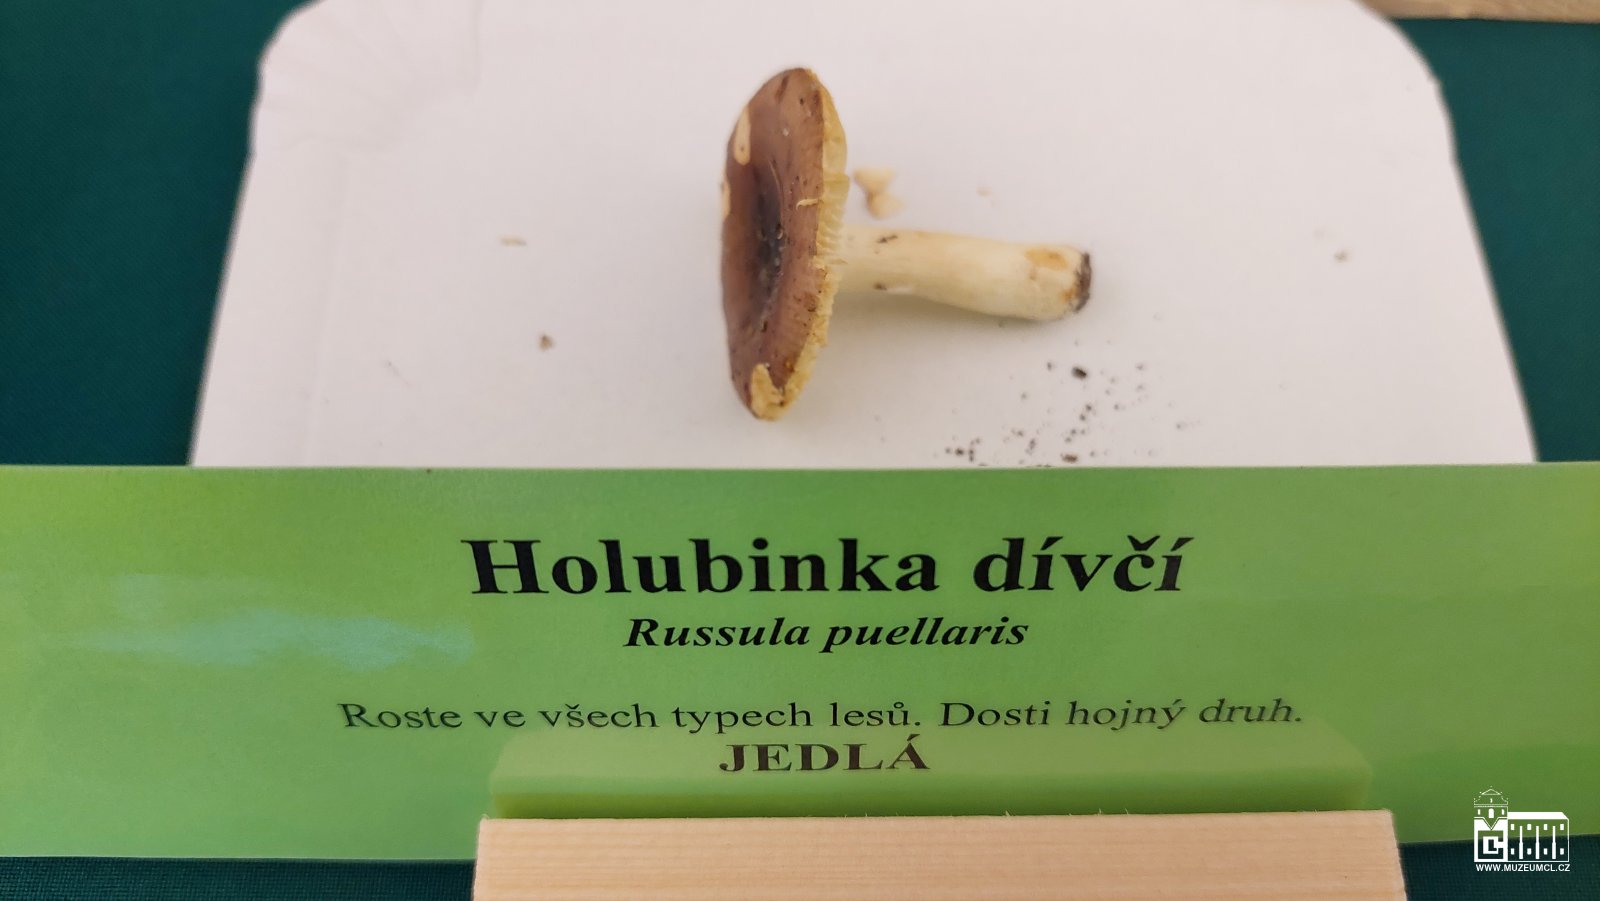 Holubinka dívčí
Russula puellaris
Roste ve všech typech lesů. Dosti hojný druh.
JEDLÁ
WWW.MUZEUMCL.CZ